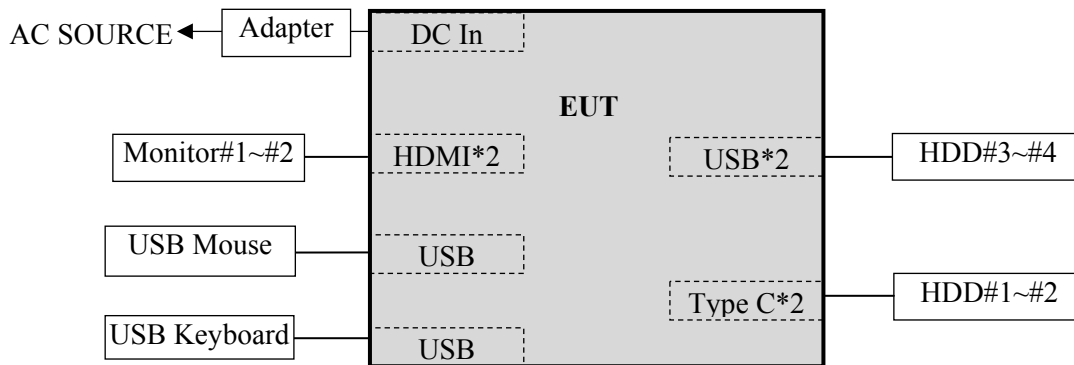 AC SOURCE
Adapter
DC In
EUT
Monitor#1~#2
HDMI*2
USB*2
HDD#3~#4
USB Mouse
USB
Type C*2
HDD#1~#2
USB Keyboard
USB